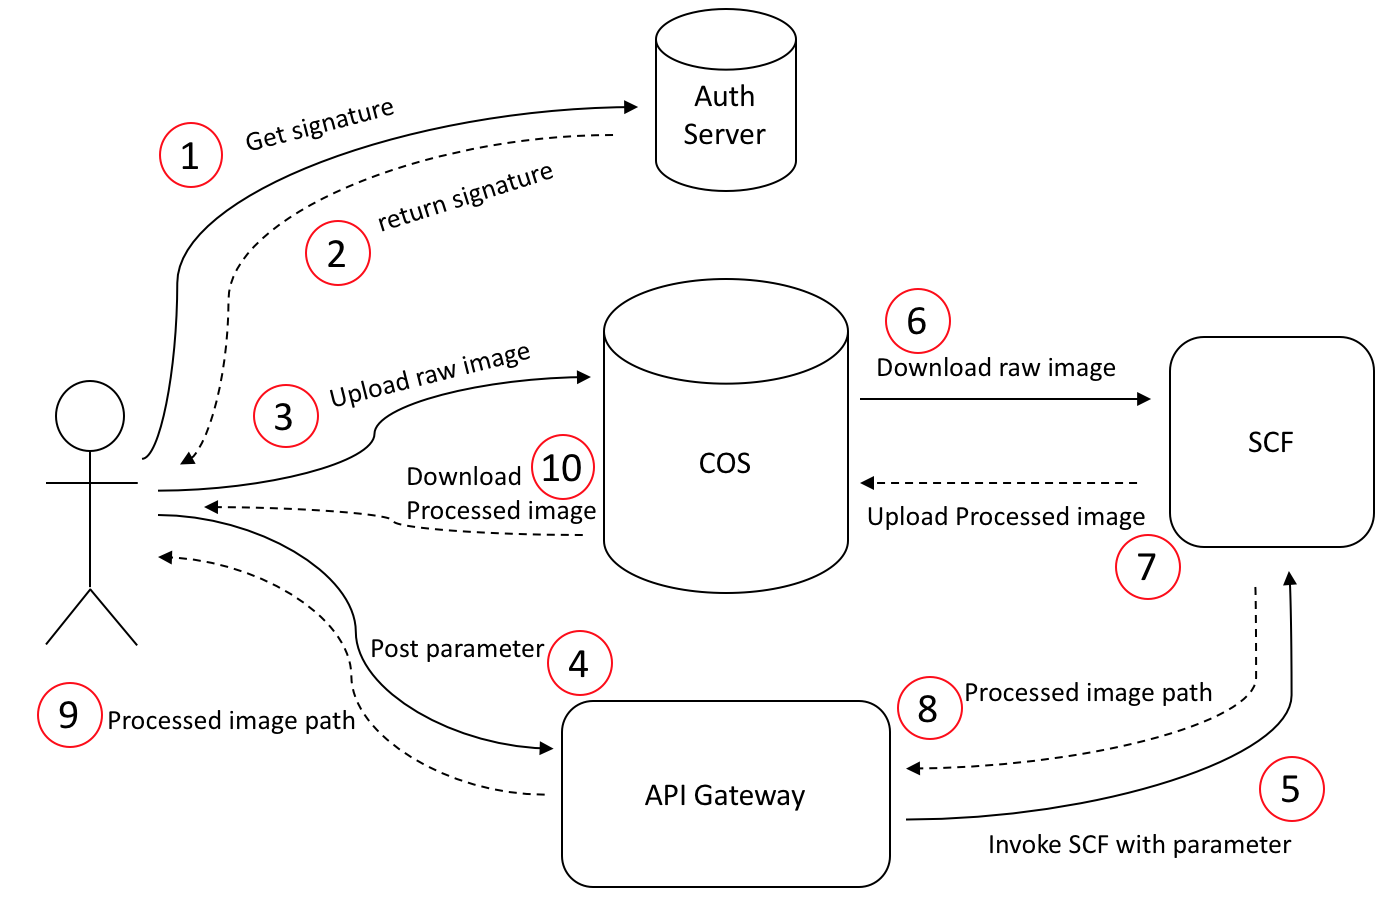 Auth
Server
1
Get signature
2
return signature
3
Upload raw image
6
Download raw image
COS
SCF
10
Download
Processed image
Upload Processed image
7
Post parameter
4
9
Processed image path
8
Processed image path
API Gateway
5
Invoke SCF with parameter